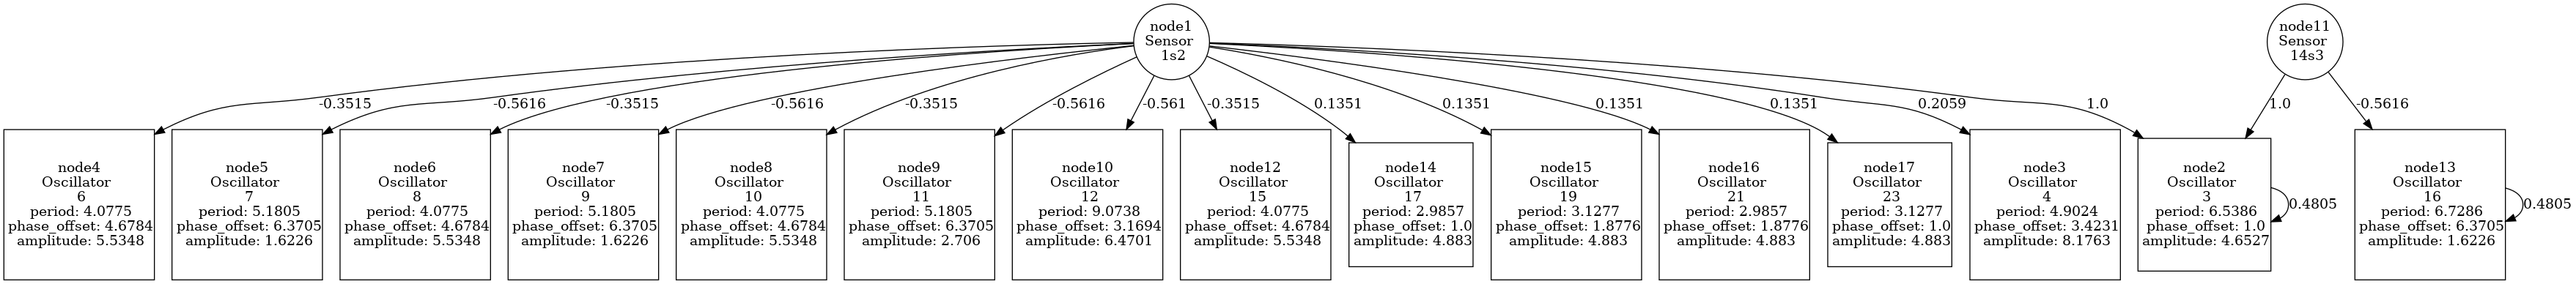 node1
Sensor
1s2
node11
Sensor
14s3
-0.3515
-0.5616
-0.3515
-0.5616
-0.3515
-0.5616
-0.561
-0.3515
0.1351
0.1351
0.1351
0.1351
0.2059
1.0
1.0
-0.5616
node4
Oscillator
6
period: 4.0775
phase_offset: 4.6784
amplitude: 5.5348
node5
Oscillator
7
period: 5.1805
phase_offset: 6.3705
amplitude: 1.6226
node6
Oscillator
8
period: 4.0775
phase_offset: 4.6784
amplitude: 5.5348
node7
Oscillator
9
period: 5.1805
phase_offset: 6.3705
amplitude: 1.6226
node8
Oscillator
10
period: 4.0775
phase_offset: 4.6784
amplitude: 5.5348
node9
Oscillator
11
period: 5.1805
phase_offset: 6.3705
amplitude: 2.706
node10
Oscillator
12
period: 9.0738
phase_offset: 3.1694
amplitude: 6.4701
node12
Oscillator
15
period: 4.0775
phase_offset: 4.6784
amplitude: 5.5348
node14
Oscillator
17
period: 2.9857
phase_offset: 1.0
amplitude: 4.883
node15
Oscillator
19
period: 3.1277
phase_offset: 1.8776
amplitude: 4.883
node16
Oscillator
21
period: 2.9857
phase_offset: 1.8776
amplitude: 4.883
node17
Oscillator
23
period: 3.1277
phase_offset: 1.0
amplitude: 4.883
node3
Oscillator
4
period: 4.9024
phase_offset: 3.4231
amplitude: 8.1763
node2
Oscillator
3
period: 6.5386
phase_offset: 1.0
amplitude: 4.6527
0.4805
node13
Oscillator
16
period: 6.7286
phase_offset: 6.3705
amplitude: 1.6226
0.4805